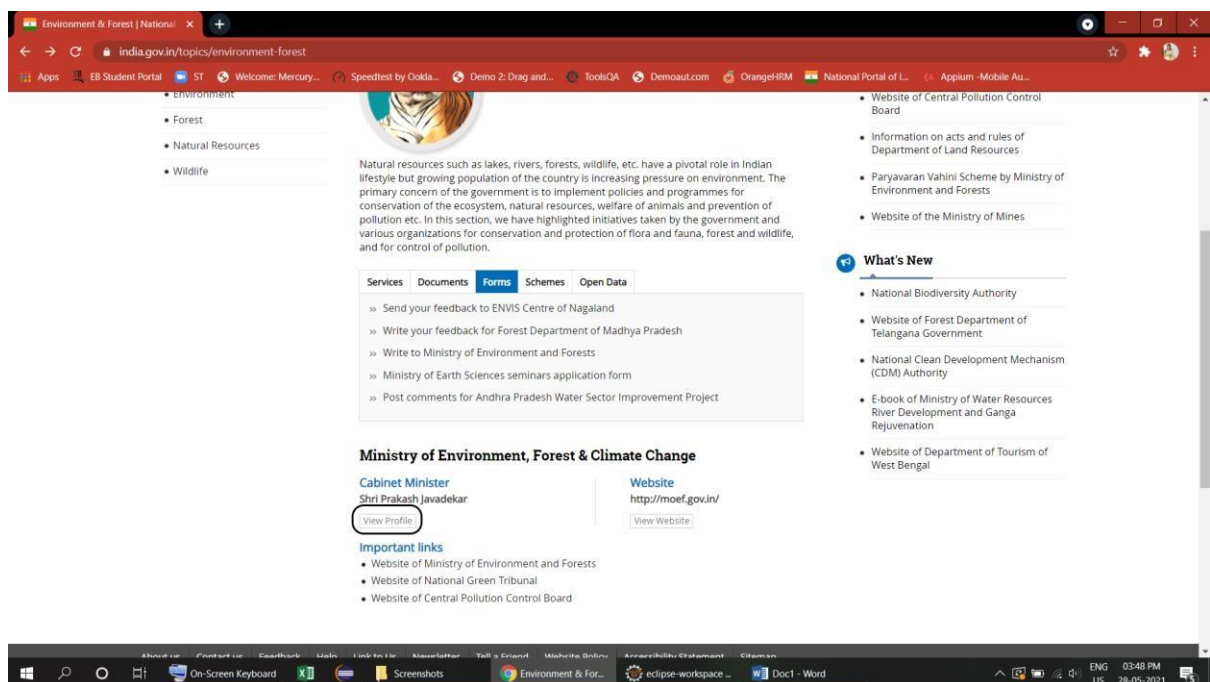 Environment & Forest | National
india.gov.in/topics/environment-forest
Apps EB Student Portal ST Welcome: Mercury... Speedtest by Ookla... Demo 2: Drag and... ToolsQA Demoaut.com OrangeHRM National Portal of I... Appium -Mobile Au...
Environment
Forest
Natural Resources
Wildlife
Natural resources such as lakes, rivers, forests, wildlife, etc. have a pivotal role in Indian
lifestyle but growing population of the country is increasing pressure on environment. The
primary concern of the government is to implement policies and programmes for
conservation of the ecosystem, natural resources, welfare of animals and prevention of
pollution etc. In this section, we have highlighted initiatives taken by the government and
various organizations for conservation and protection of flora and fauna, forest and wildlife,
and for control of pollution.
Services Documents Forms Schemes Open Data
» Send your feedback to ENVIS Centre of Nagaland
» Write your feedback for Forest Department of Madhya Pradesh
» Write to Ministry of Environment and Forests
» Ministry of Earth Sciences seminars application form
» Post comments for Andhra Pradesh Water Sector Improvement Project
Ministry of Environment, Forest & Climate Change
Cabinet Minister
Shri Prakash Javadekar
View Profile
Website
http://moef.gov.in/
View Website
Important links
Website of Ministry of Environment and Forests
Website of National Green Tribunal
Website of Central Pollution Control Board
Website of Central Pollution Control
Board
Information on acts and rules of
Department of Land Resources
Paryavaran Vahini Scheme by Ministry of
Environment and Forests
Website of the Ministry of Mines
What's New
National Biodiversity Authority
Website of Forest Department of
Telangana Government
National Clean Development Mechanism
(CDM) Authority
E-book of Ministry of Water Resources
River Development and Ganga
Rejuvenation
Website of Department of Tourism of
West Bengal
About us Contact us Feedback Help Link to Us Newsletter Tell a Friend Website Policy Accessibility Statement Sitemap
On-Screen Keyboard Screenshots Environment & For... eclipse-workspace ... Doc1 - Word
ENG 03:48 PM
US 28-05-2021
5